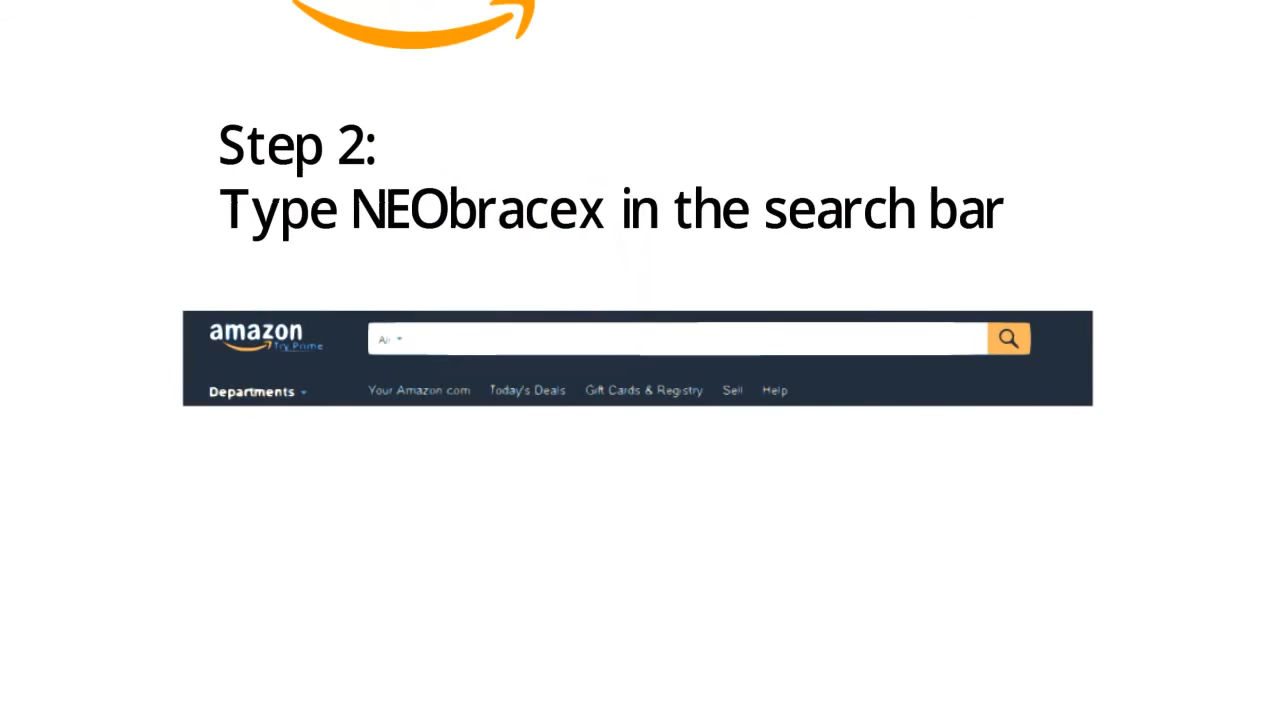 Step 2:
Type NEObracex in the search bar
amazon
Try Prime
Departments
Your Amazon.com Today's Deals Gift Cards & Registry Sell Help